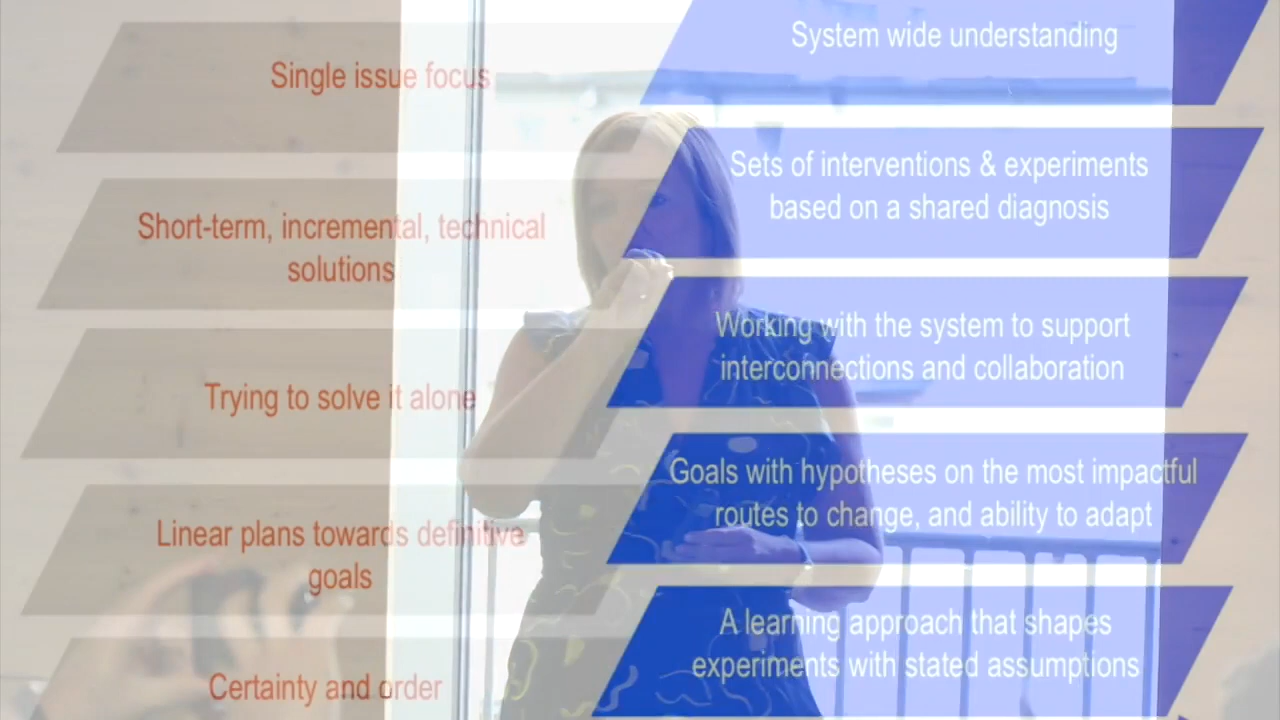 Single issue focus
System wide understanding
Short-term, incremental, technical
solutions
Sets of interventions & experiments
based on a shared diagnosis
Trying to solve it alone
Working with the system to support
interconnections and collaboration
Linear plans towards definitive
goals
Goals with hypotheses on the most impactful
routes to change, and ability to adapt
Certainty and order
A learning approach that shapes
experiments with stated assumptions